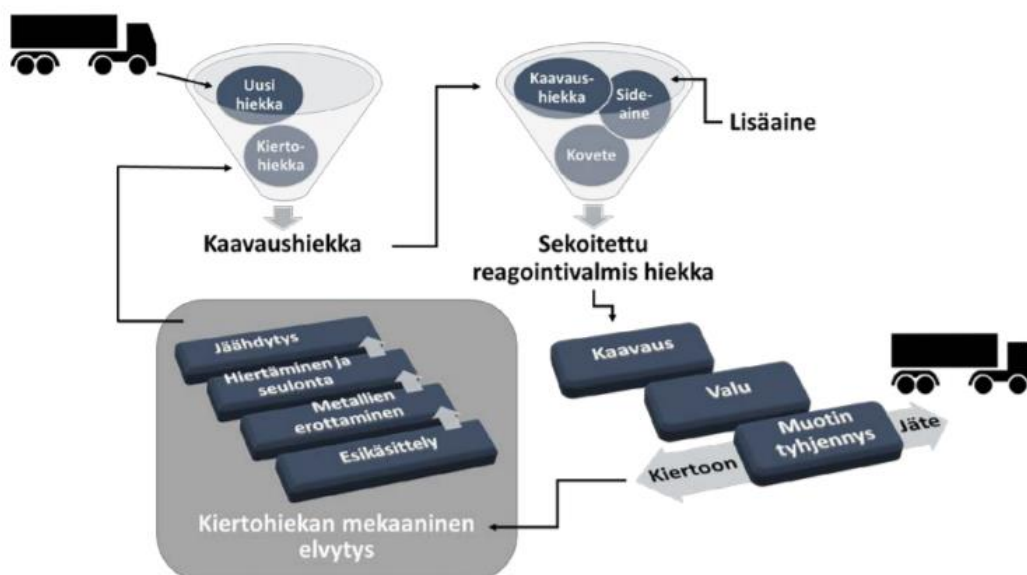 Uusi
hiekka
Kierto-
hiekka
Kaavaushiekka
Kaavaus-
hiekka
Side-
aine
Kovete
Lisäaine
Sekoitettu
reagointivalmis hiekka
Kaavaus
Valu
Muotin
tyhjennys
Jäte
Kiertoon
Jäähdytys
Hiertäminen ja
seulonta
Metallien
erottaminen
Esikäsittely
Kiertohiekan mekaaninen
elvytys